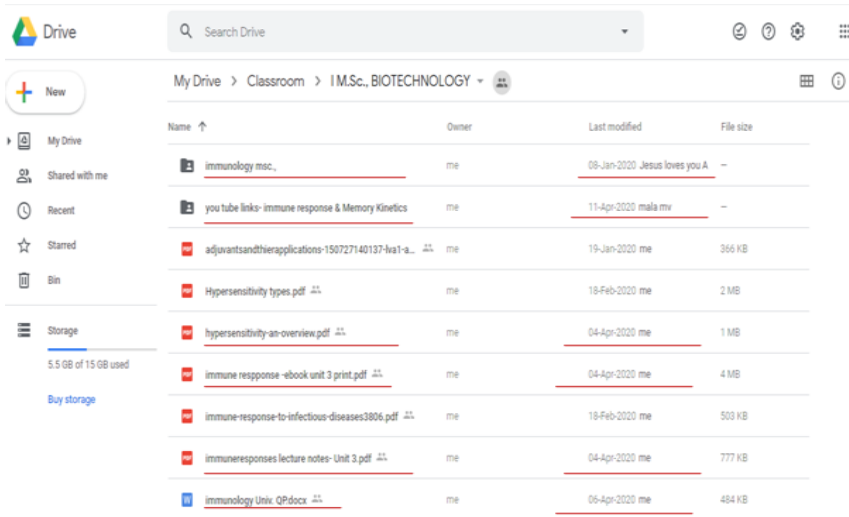 Drive
Search Drive
New
My Drive > Classroom > I M.Sc., BIOTECHNOLOGY
Name Owner Last modified File size
My Drive
Shared with me
Recent
Starred
Bin
Storage
5.5 GB of 15 GB used
Buy storage
immunology msc., me 08-Jan-2020 Jesus loves you A –
you tube links- immune response & Memory Kinetics me 11-Apr-2020 mala mv –
PDF adjuvantsandthierapplications-150727140137-lva1-a... me 19-Jan-2020 me 366 KB
PDF Hypersensitivity types.pdf me 18-Feb-2020 me 2 MB
PDF hypersensitivity-an-overview.pdf me 04-Apr-2020 me 1 MB
PDF immune respponse -ebook unit 3 print.pdf me 04-Apr-2020 me 4 MB
PDF immune-response-to-infectious-diseases3806.pdf me 18-Feb-2020 me 503 KB
PDF immuneresponses lecture notes- Unit 3.pdf me 04-Apr-2020 me 777 KB
W immunology Univ. QP.docx me 06-Apr-2020 me 484 KB